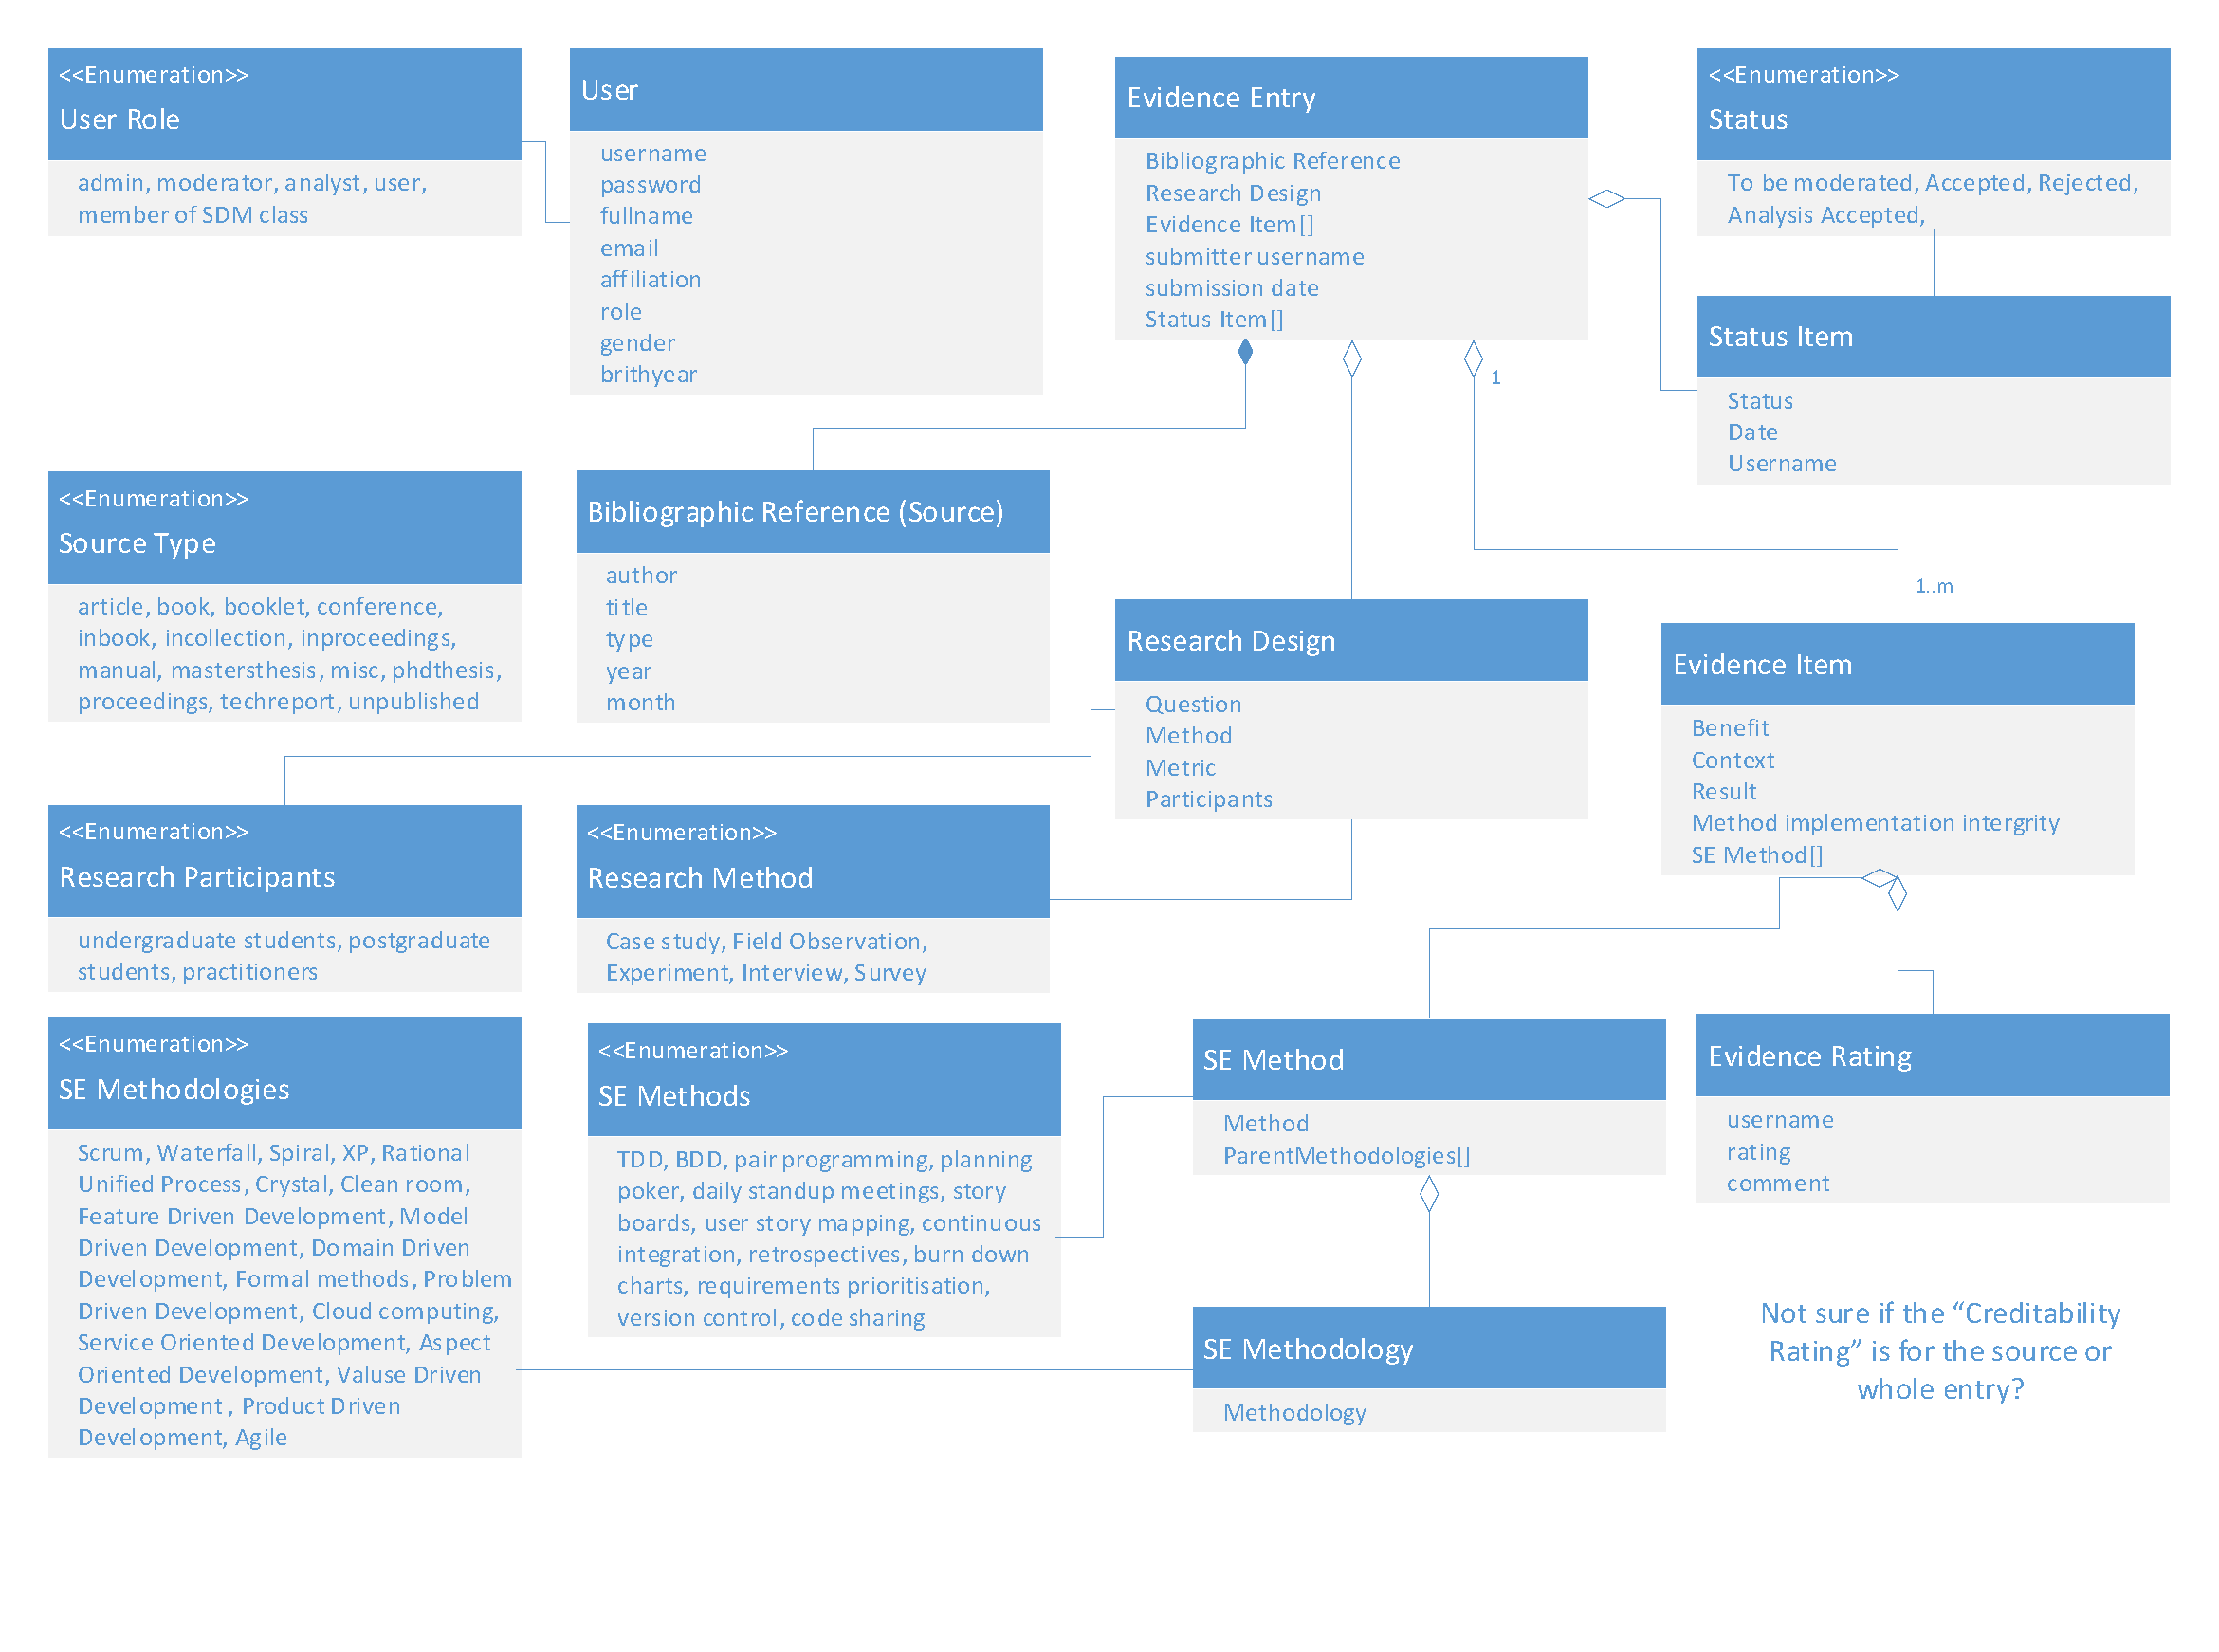 <<Enumeration>>
User Role
admin, moderator, analyst, user,
member of SDM class
User
username
password
fullname
email
affiliation
role
gender
brithyear
Evidence Entry
Bibliographic Reference
Research Design
Evidence Item[]
submitter username
submission date
Status Item[]
<<Enumeration>>
Status
To be moderated, Accepted, Rejected,
Analysis Accepted,
Status Item
Status
Date
Username
1
1..m
<<Enumeration>>
Source Type
article, book, booklet, conference,
inbook, incollection, inproceedings,
manual, mastersthesis, misc, phdthesis,
proceedings, techreport, unpublished
Bibliographic Reference (Source)
author
title
type
year
month
Research Design
Question
Method
Metric
Participants
Evidence Item
Benefit
Context
Result
Method implementation intergrity
SE Method[]
<<Enumeration>>
Research Participants
undergraduate students, postgraduate
students, practitioners
<<Enumeration>>
Research Method
Case study, Field Observation,
Experiment, Interview, Survey
<<Enumeration>>
SE Methodologies
Scrum, Waterfall, Spiral, XP, Rational
Unified Process, Crystal, Clean room,
Feature Driven Development, Model
Driven Development, Domain Driven
Development, Formal methods, Problem
Driven Development, Cloud computing,
Service Oriented Development, Aspect
Oriented Development, Valuse Driven
Development , Product Driven
Development, Agile
<<Enumeration>>
SE Methods
TDD, BDD, pair programming, planning
poker, daily standup meetings, story
boards, user story mapping, continuous
integration, retrospectives, burn down
charts, requirements prioritisation,
version control, code sharing
SE Method
Method
ParentMethodologies[]
Evidence Rating
username
rating
comment
SE Methodology
Methodology
Not sure if the “Creditability
Rating” is for the source or
whole entry?